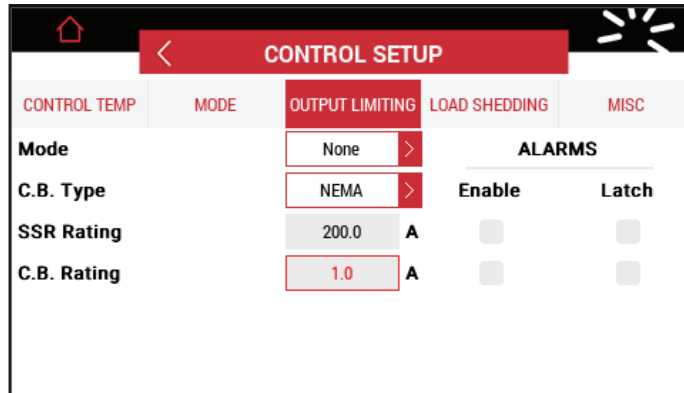 CONTROL SETUP
CONTROL TEMP MODE OUTPUT LIMITING LOAD SHEDDING MISC
Mode None ALARMS
C.B. Type NEMA Enable Latch
SSR Rating 200.0 A
C.B. Rating 1.0 A